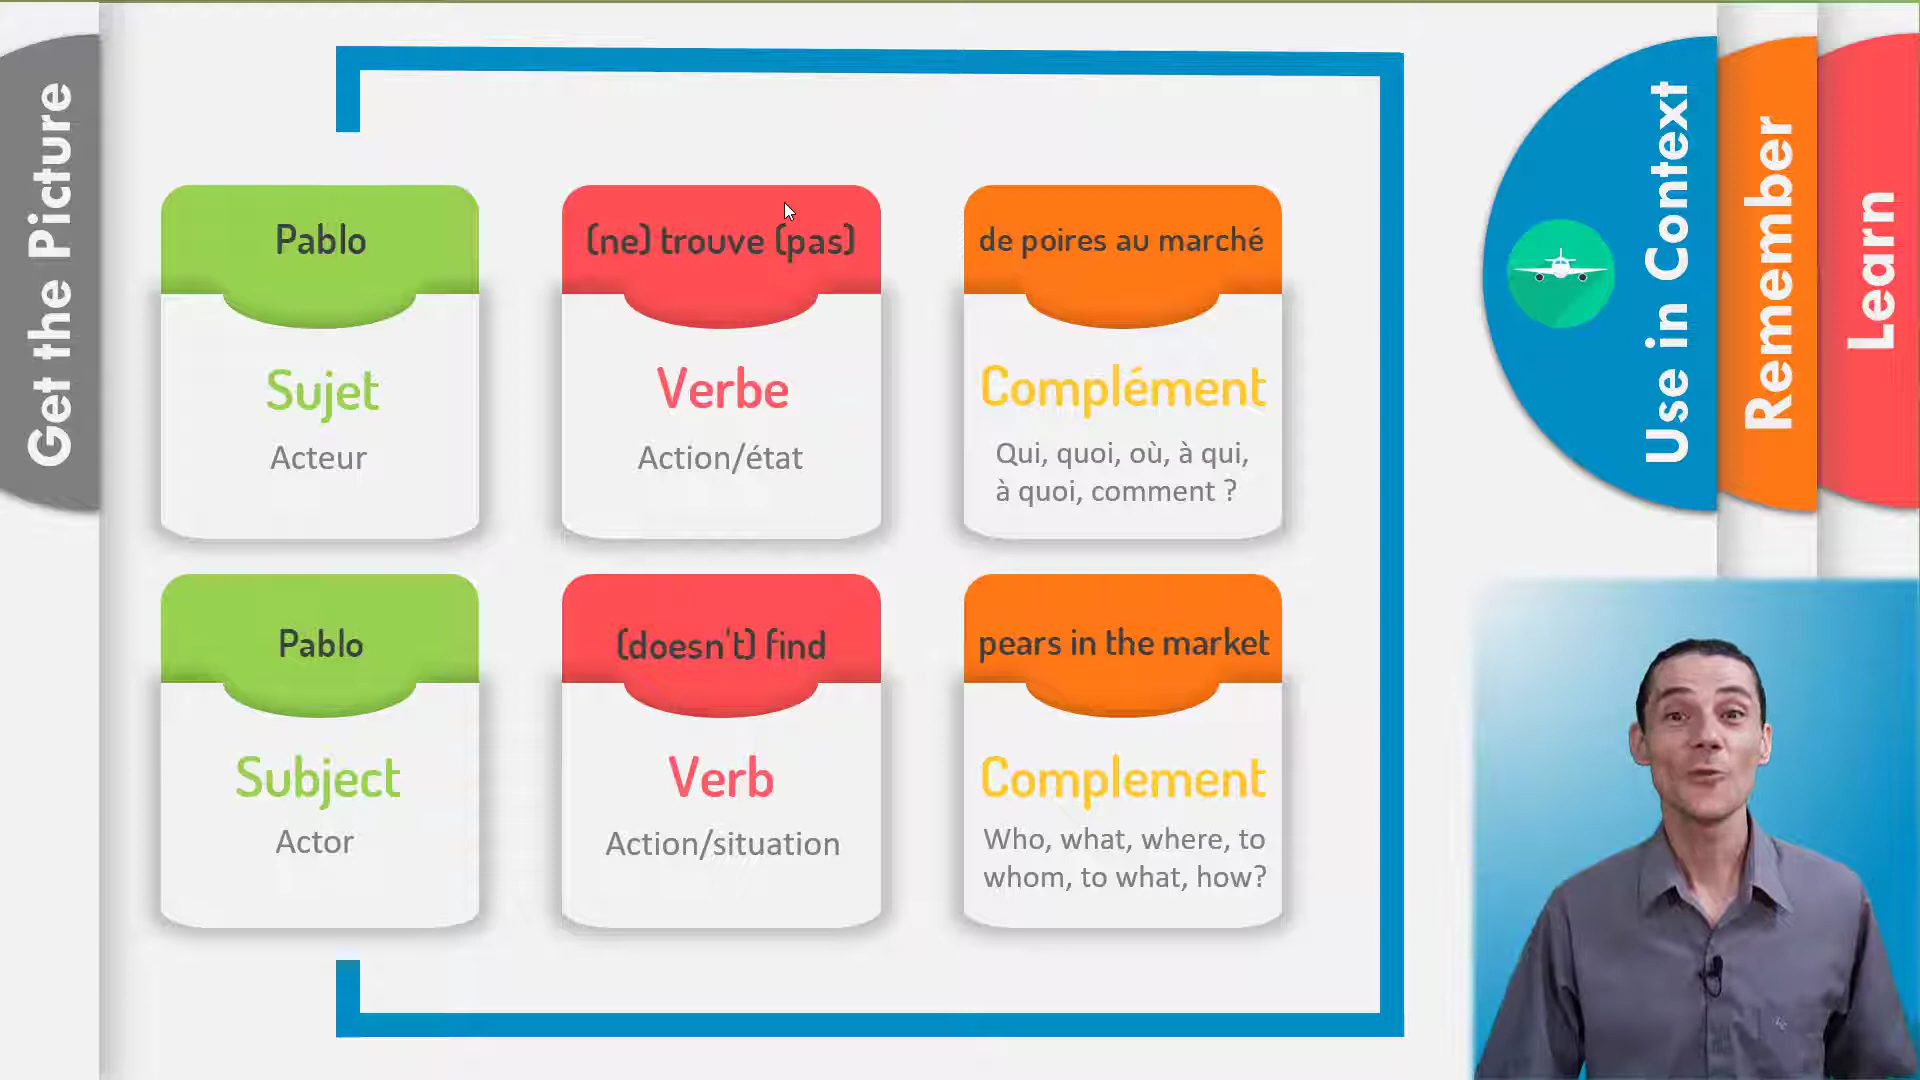 Get the Picture
Pablo
(ne) trouve (pas)
de poires au marché
Sujet
Verbe
Complément
Acteur
Action/état
Qui, quoi, où, à qui,
à quoi, comment ?
Pablo
(doesn't) find
pears in the market
Subject
Verb
Complement
Actor
Action/situation
Who, what, where, to
whom, to what, how?
Use in Context
Remember
Learn